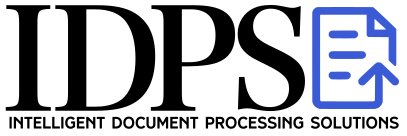 IDPS
INTELLIGENT DOCUMENT PROCESSING SOLUTIONS